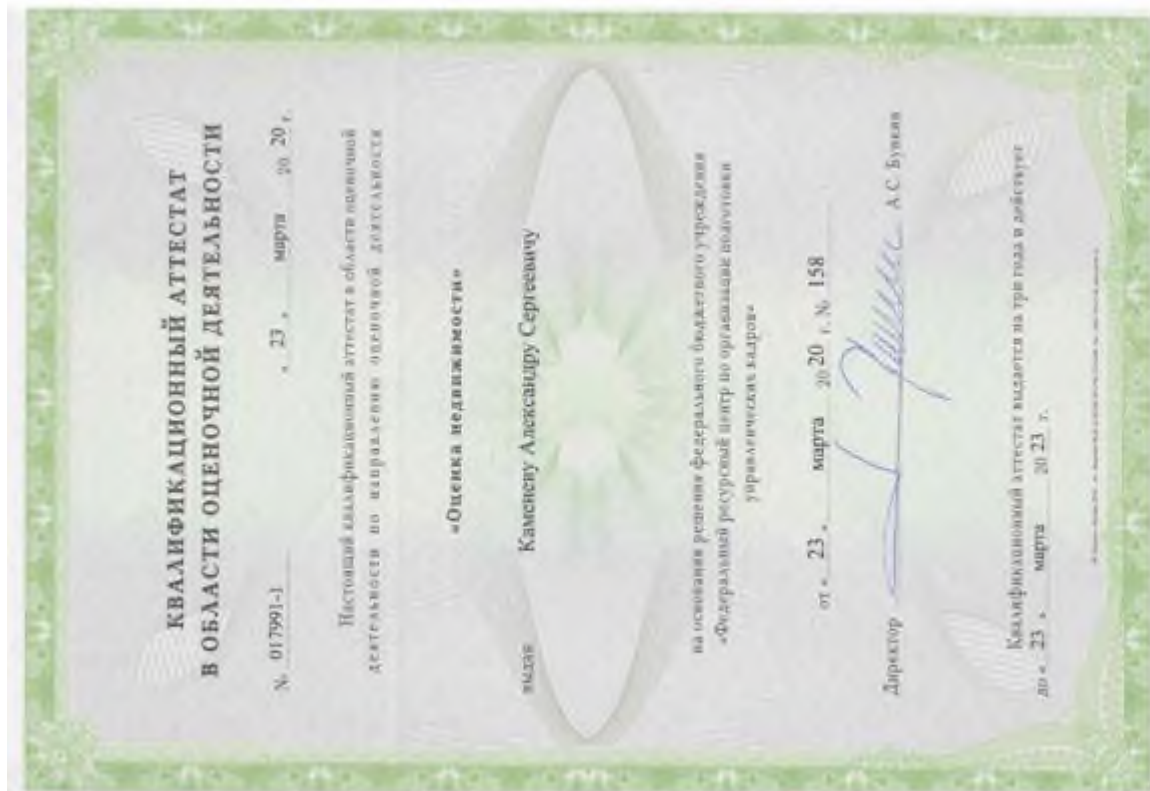 КВАЛИФИКАЦИОННЫЙ АТТЕСТАТ
В ОБЛАСТИ ОЦЕНОЧНОЙ ДЕЯТЕЛЬНОСТИ
№ 017991-1 « 23 » марта 20 20 г.
Настоящий квалификационный аттестат в области оценочной
деятельности по направлению оценочной деятельности
«Оценка недвижимости»
выдан Каменеву Александру Сергеевичу
на основании решения федерального бюджетного учреждения
«Федеральный ресурсный центр по организации подготовки
управленческих кадров»
от « 23 » марта 20 20 г. № 158
Директор А.С. Бункин
Квалификационный аттестат выдается на три года и действует
до « 23 » марта 20 23 г.